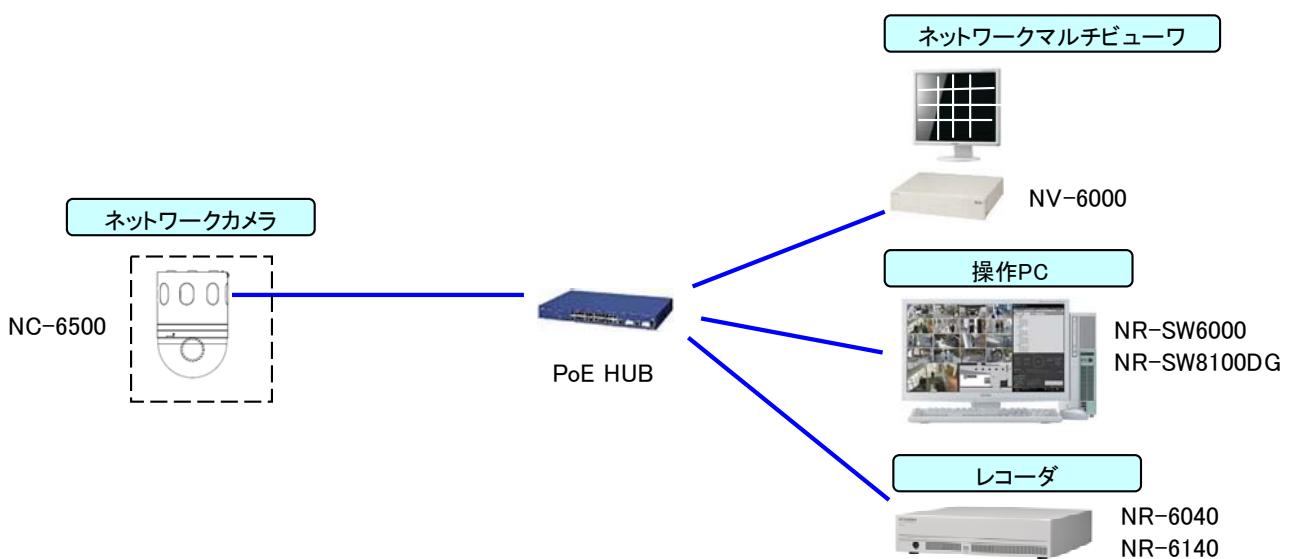 ネットワークマルチビューワ
NV-6000
ネットワークカメラ
NC-6500
PoE HUB
操作PC
NR-SW6000
NR-SW8100DG
レコーダ
NR-6040
NR-6140